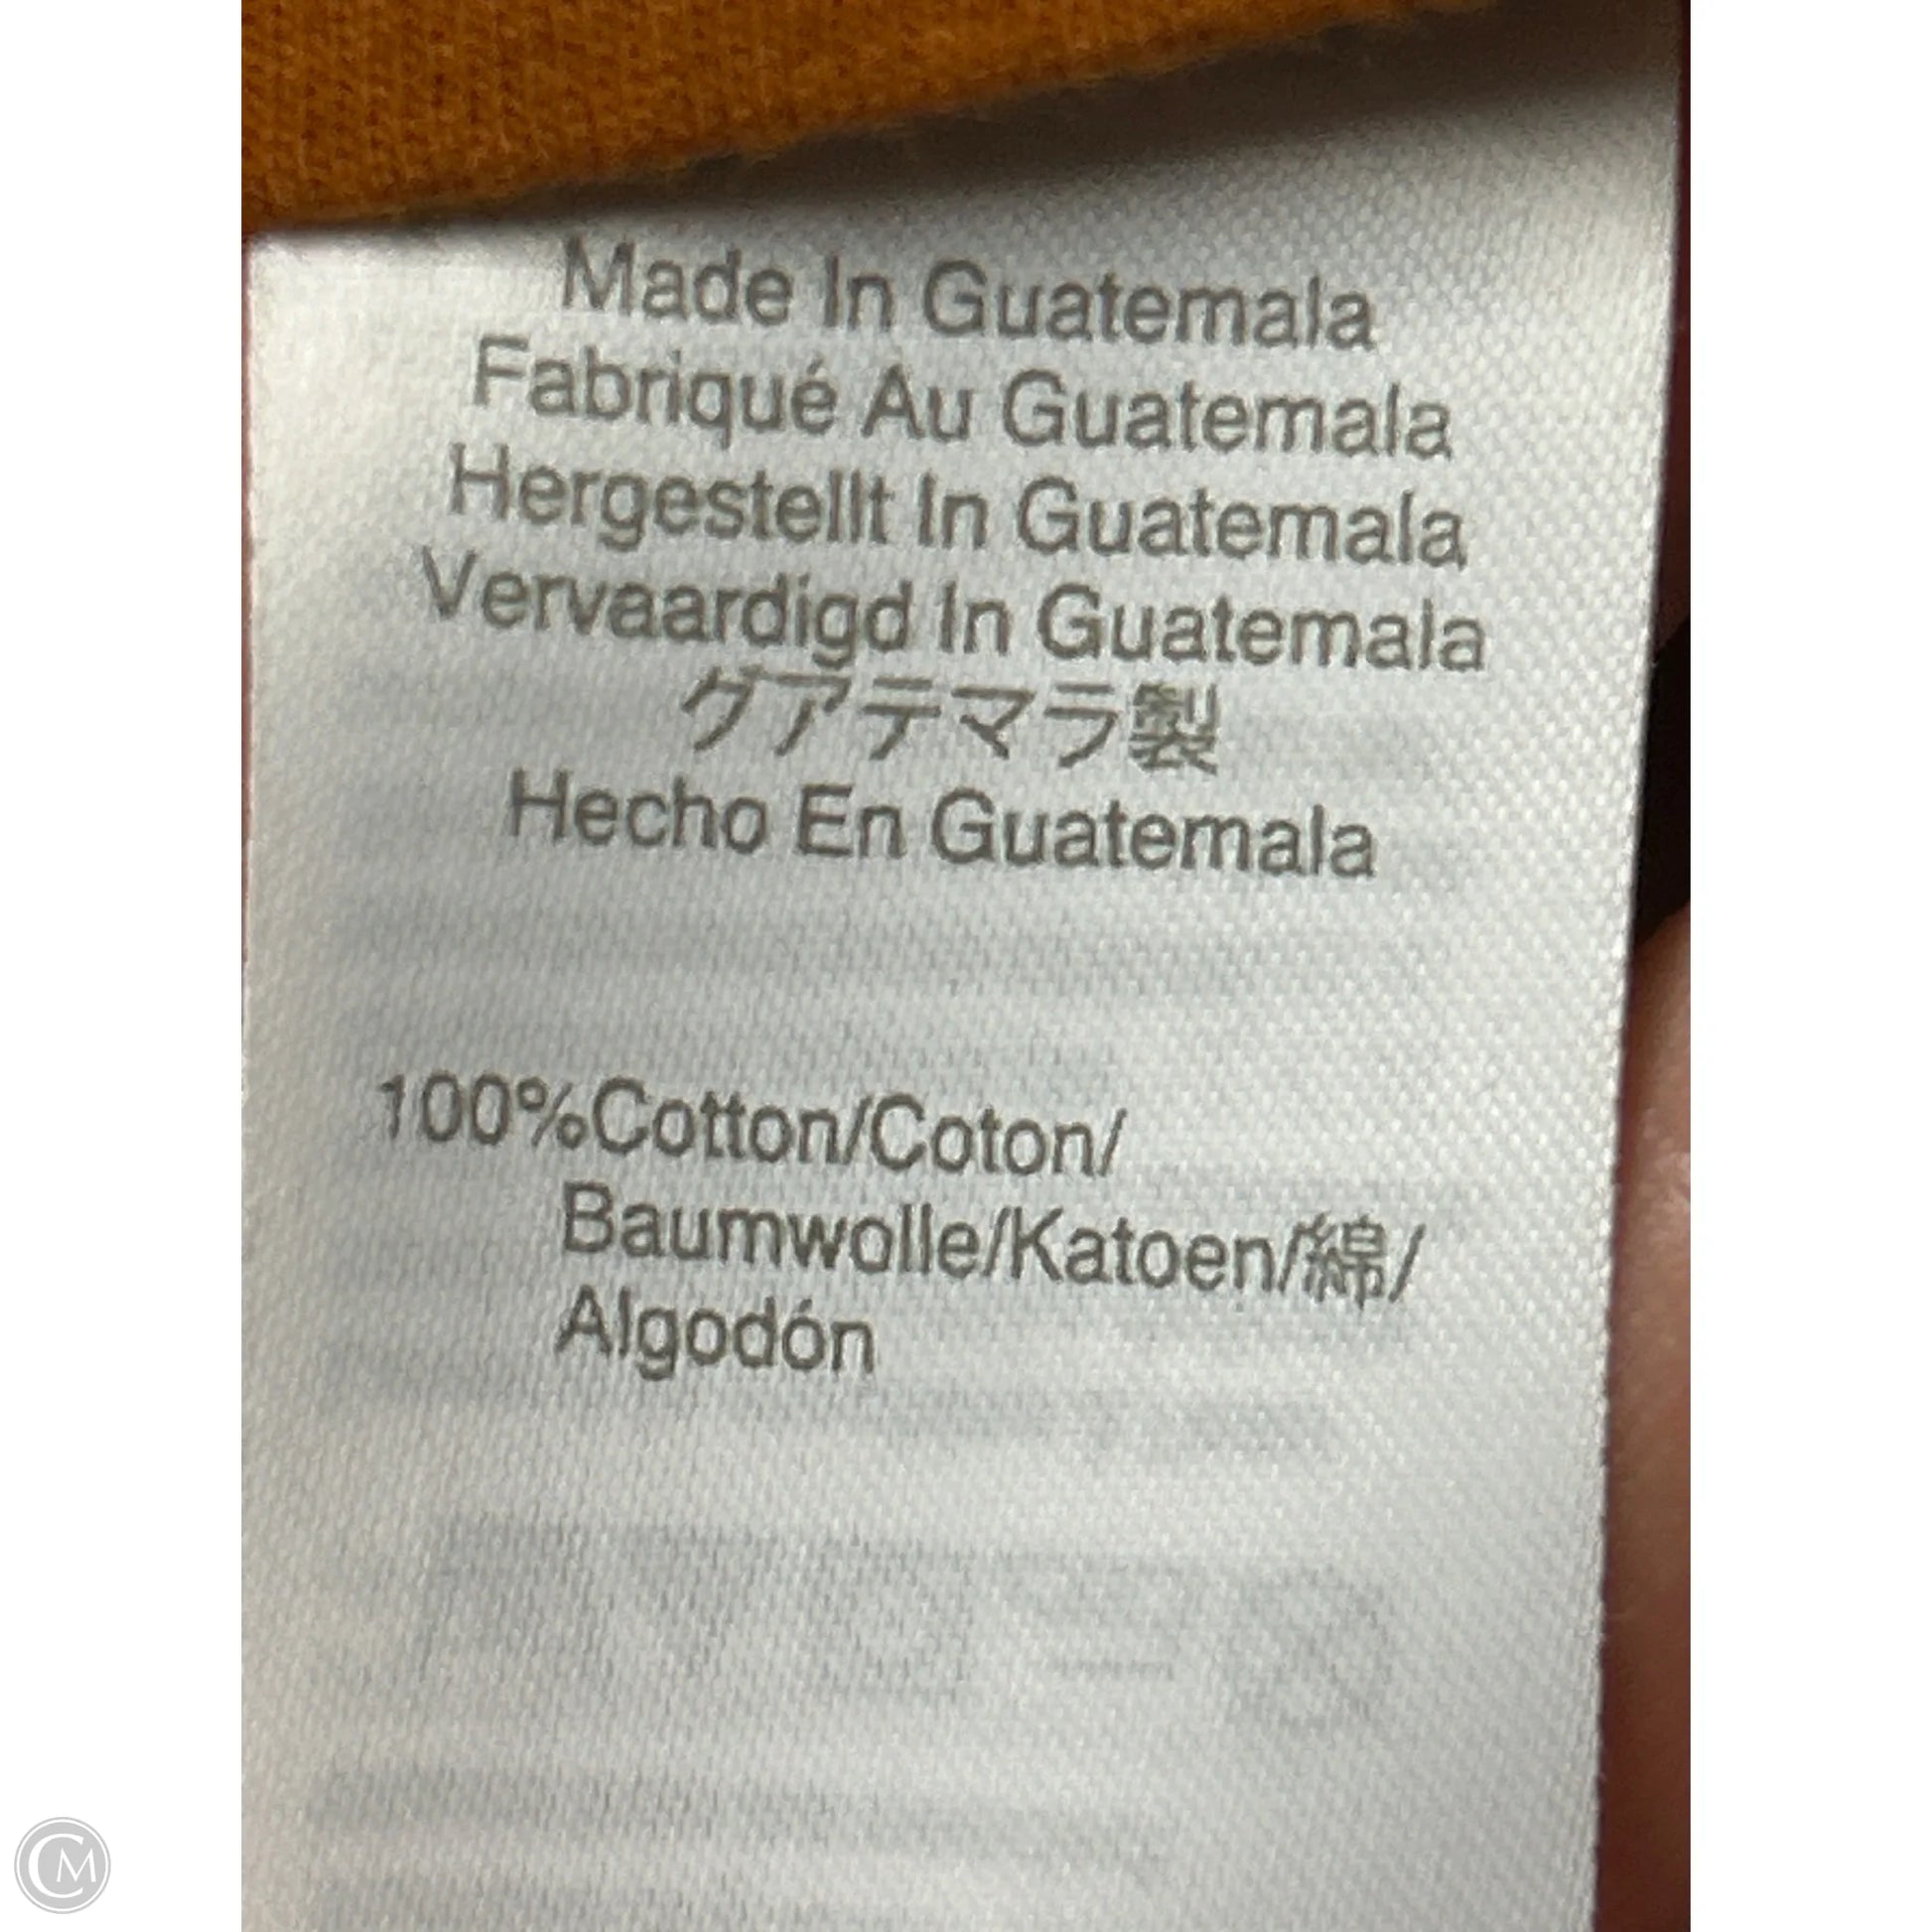 Made In Guatemala
Fabriqué Au Guatemala
Hergestellt In Guatemala
Vervaardigd In Guatemala
グアテマラ製
Hecho En Guatemala
100%Cotton/Coton/
Baumwolle/Katoen/綿/
Algodón
CM